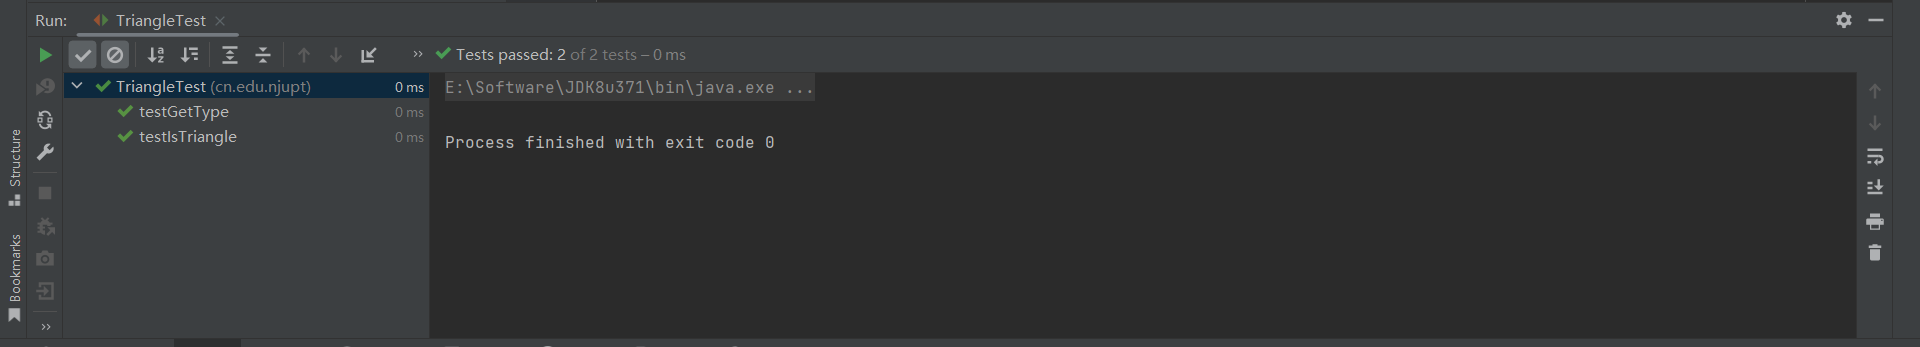 Run: TriangleTest
Tests passed: 2 of 2 tests – 0 ms
TriangleTest (cn.edu.njupt) 0 ms
testGetType 0 ms
testIsTriangle 0 ms
E:\Software\JDK8u371\bin\java.exe ...
Process finished with exit code 0
Structure
Bookmarks